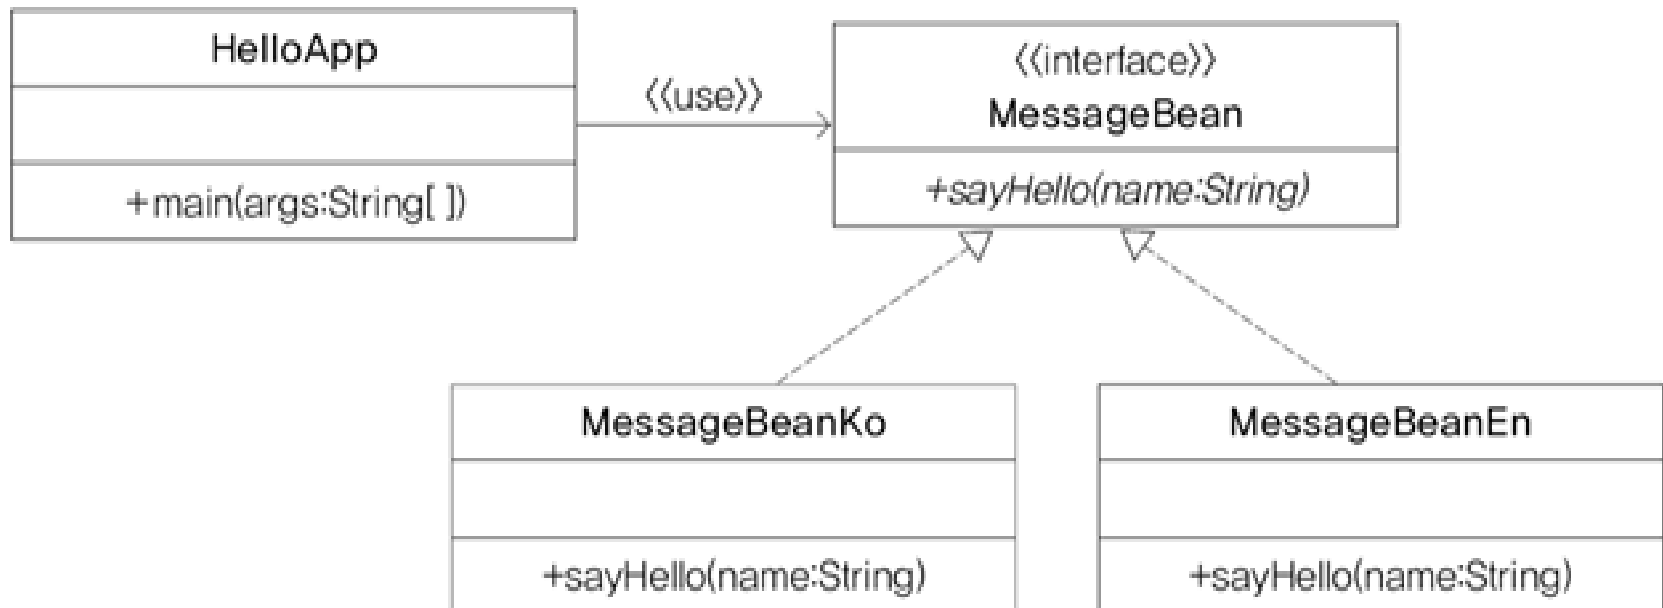 HelloApp
+main(args:String[ ])
<<use>>
<<interface>>
MessageBean
+sayHello(name:String)
MessageBeanKo
+sayHello(name:String)
MessageBeanEn
+sayHello(name:String)